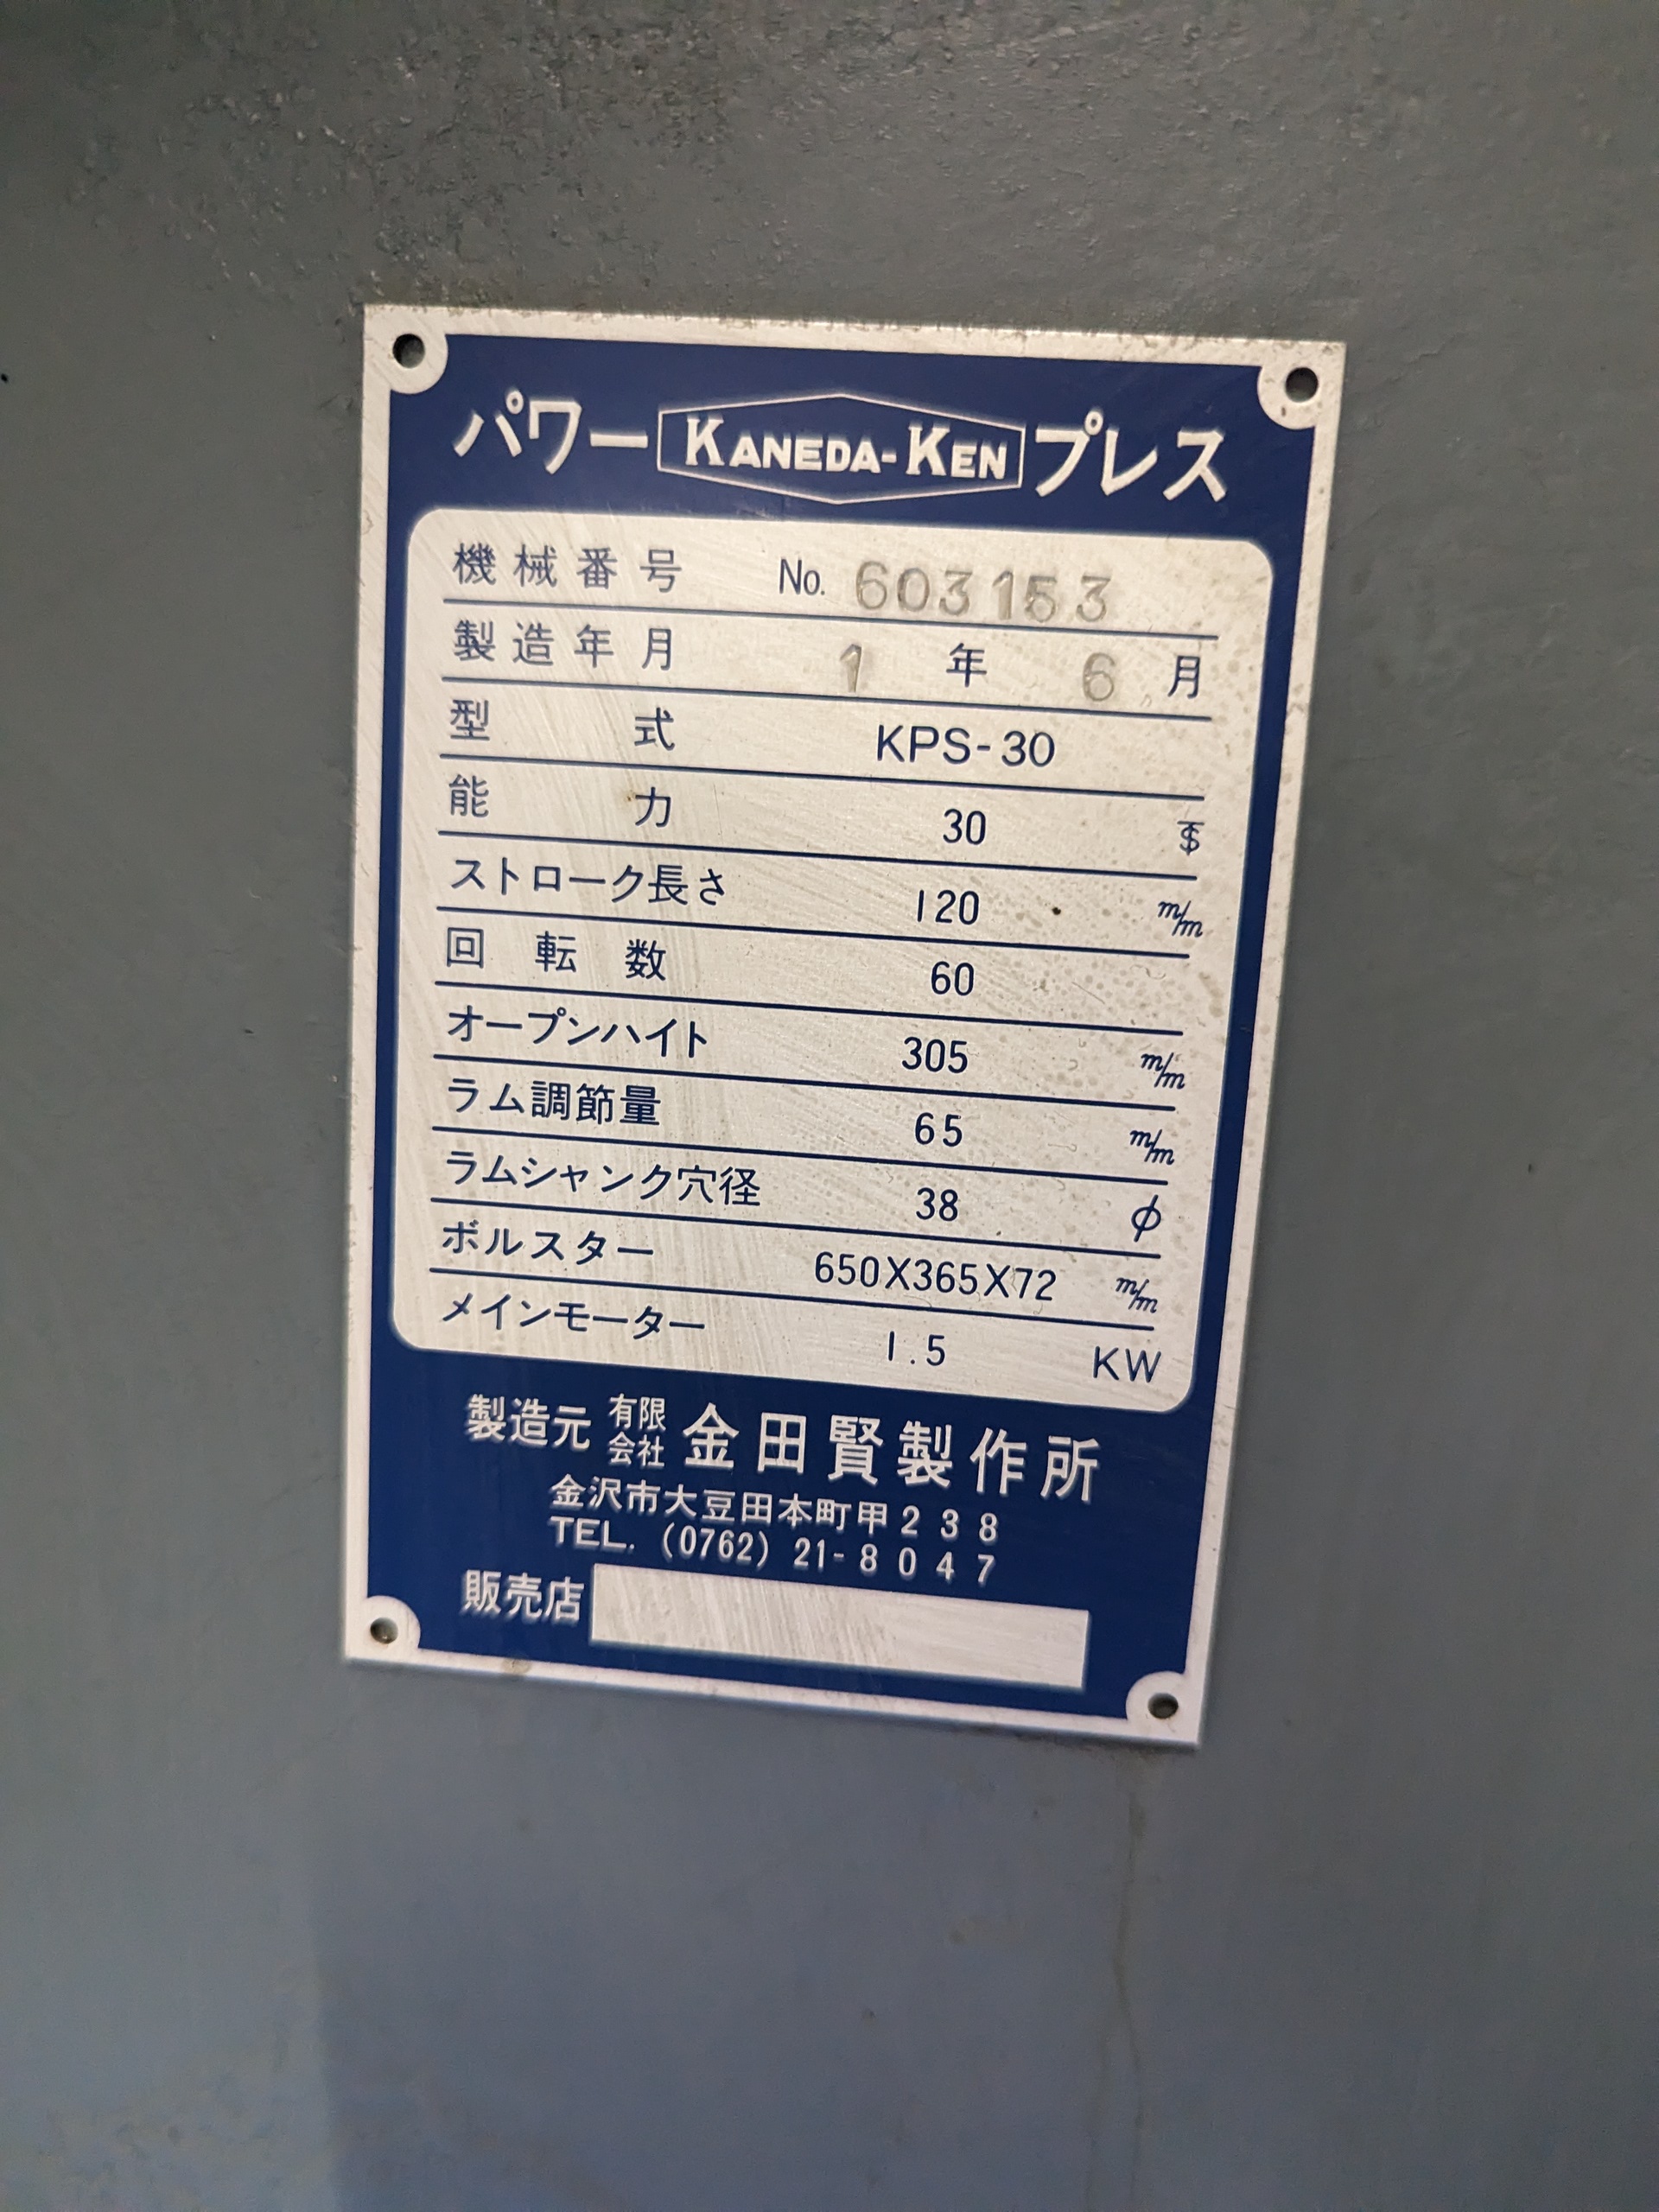 パワー KANEDA-KEN プレス
機械番号 No. 603153
製造年月 1 年 6 月
型式 KPS-30
能力 30 ㌧
ストローク長さ 120 m/m
回転数 60
オープンハイト 305 m/m
ラム調節量 65 m/m
ラムシャンク穴径 38 φ
ボルスター 650X365X72 m/m
メインモーター 1.5 KW
製造元 有限会社 金田賢製作所
金沢市大豆田本町甲238
TEL. (0762) 21-8047
販売店